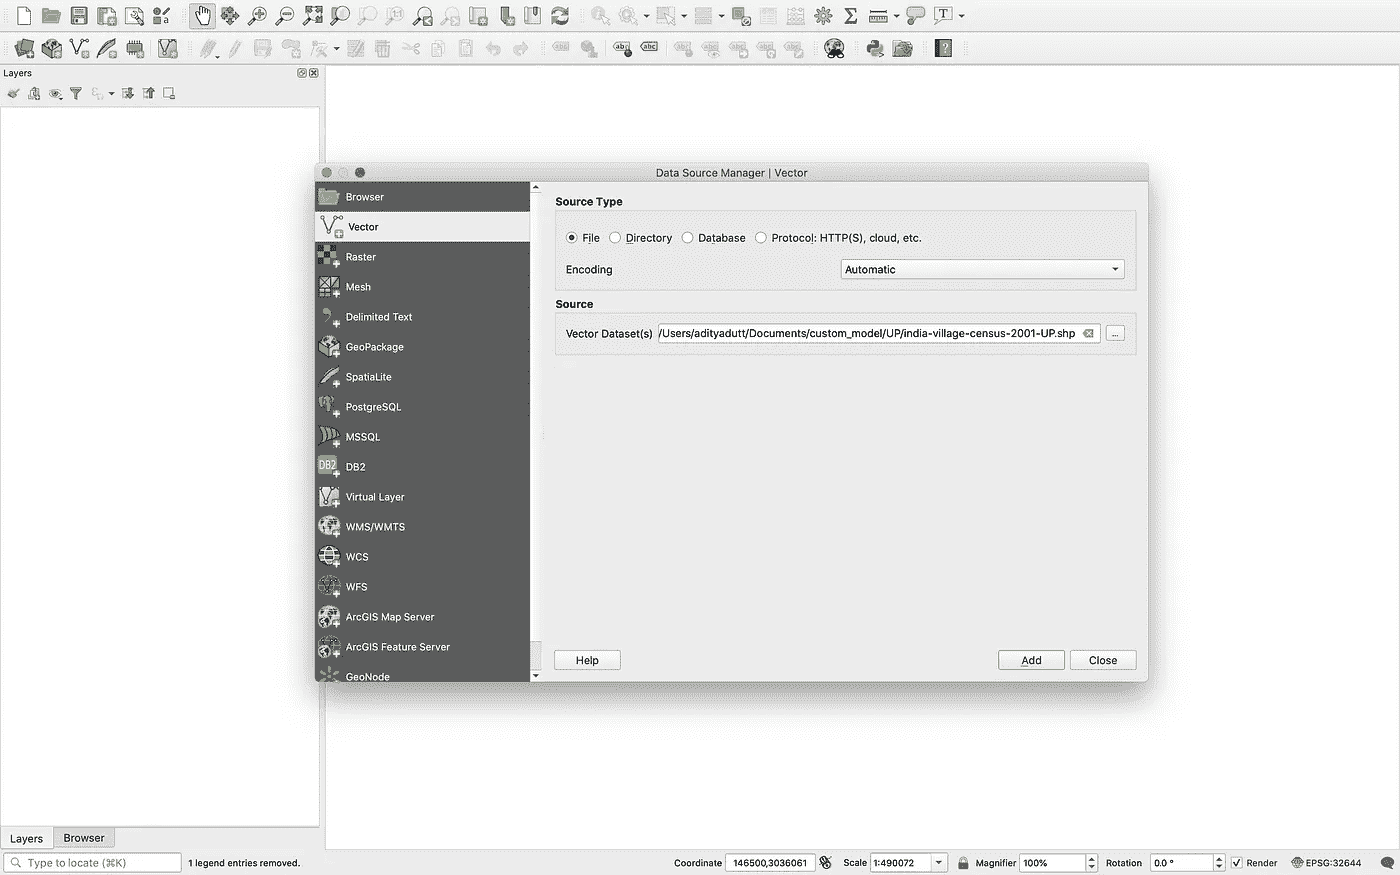 Layers
Data Source Manager | Vector
Browser
Vector
Raster
Mesh
Delimited Text
GeoPackage
SpatiaLite
PostgreSQL
MSSQL
DB2
DB2
Virtual Layer
WMS/WMTS
WCS
WFS
ArcGIS Map Server
ArcGIS Feature Server
GeoNode
Source Type
File Directory Database Protocol: HTTP(S), cloud, etc.
Encoding Automatic
Source
Vector Dataset(s) /Users/adityadutt/Documents/custom_model/UP/india-village-census-2001-UP.shp ...
Help Add Close
Layers Browser
Type to locate (⌘K) 1 legend entries removed. Coordinate 146500,3036061 Scale 1:490072 Magnifier 100% Rotation 0.0 ° Render EPSG:32644